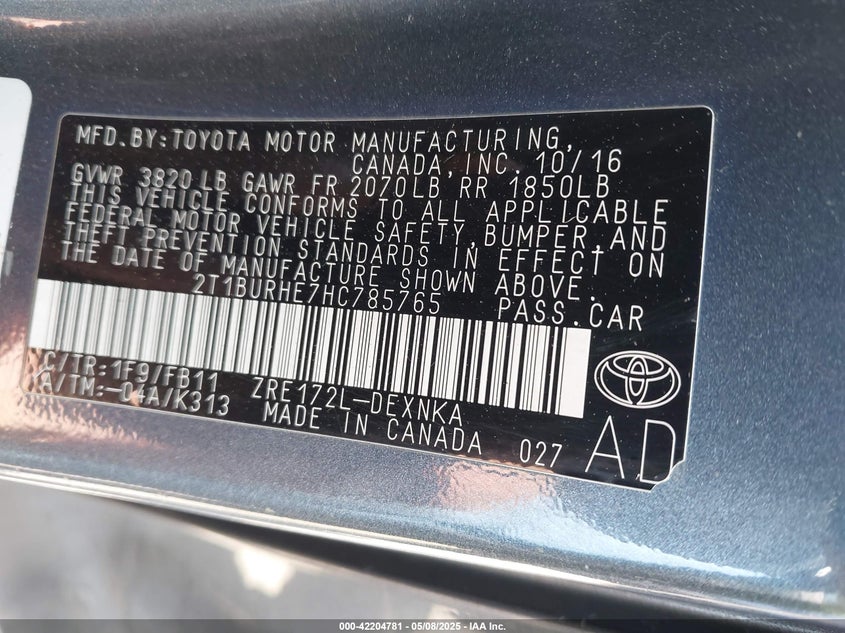 MFD.BY:TOYOTA MOTOR MANUFACTURING,
CANADA,INC. 10/16
GVWR 3820 LB GAWR FR 2070LB RR 1850LB
THIS VEHICLE CONFORMS TO ALL APPLICABLE
FEDERAL MOTOR VEHICLE SAFETY,BUMPER,AND
THEFT PREVENTION STANDARDS IN EFFECT ON
THE DATE OF MANUFACTURE SHOWN ABOVE.
2T1BURHE7HC785765 PASS.CAR
C/TR:1F9/FB11
A/TM:-04A/K313
ZRE172L-DEXNKA
MADE IN CANADA 027
AD
000-42204781 — 05/08/2025 — IAA Inc.